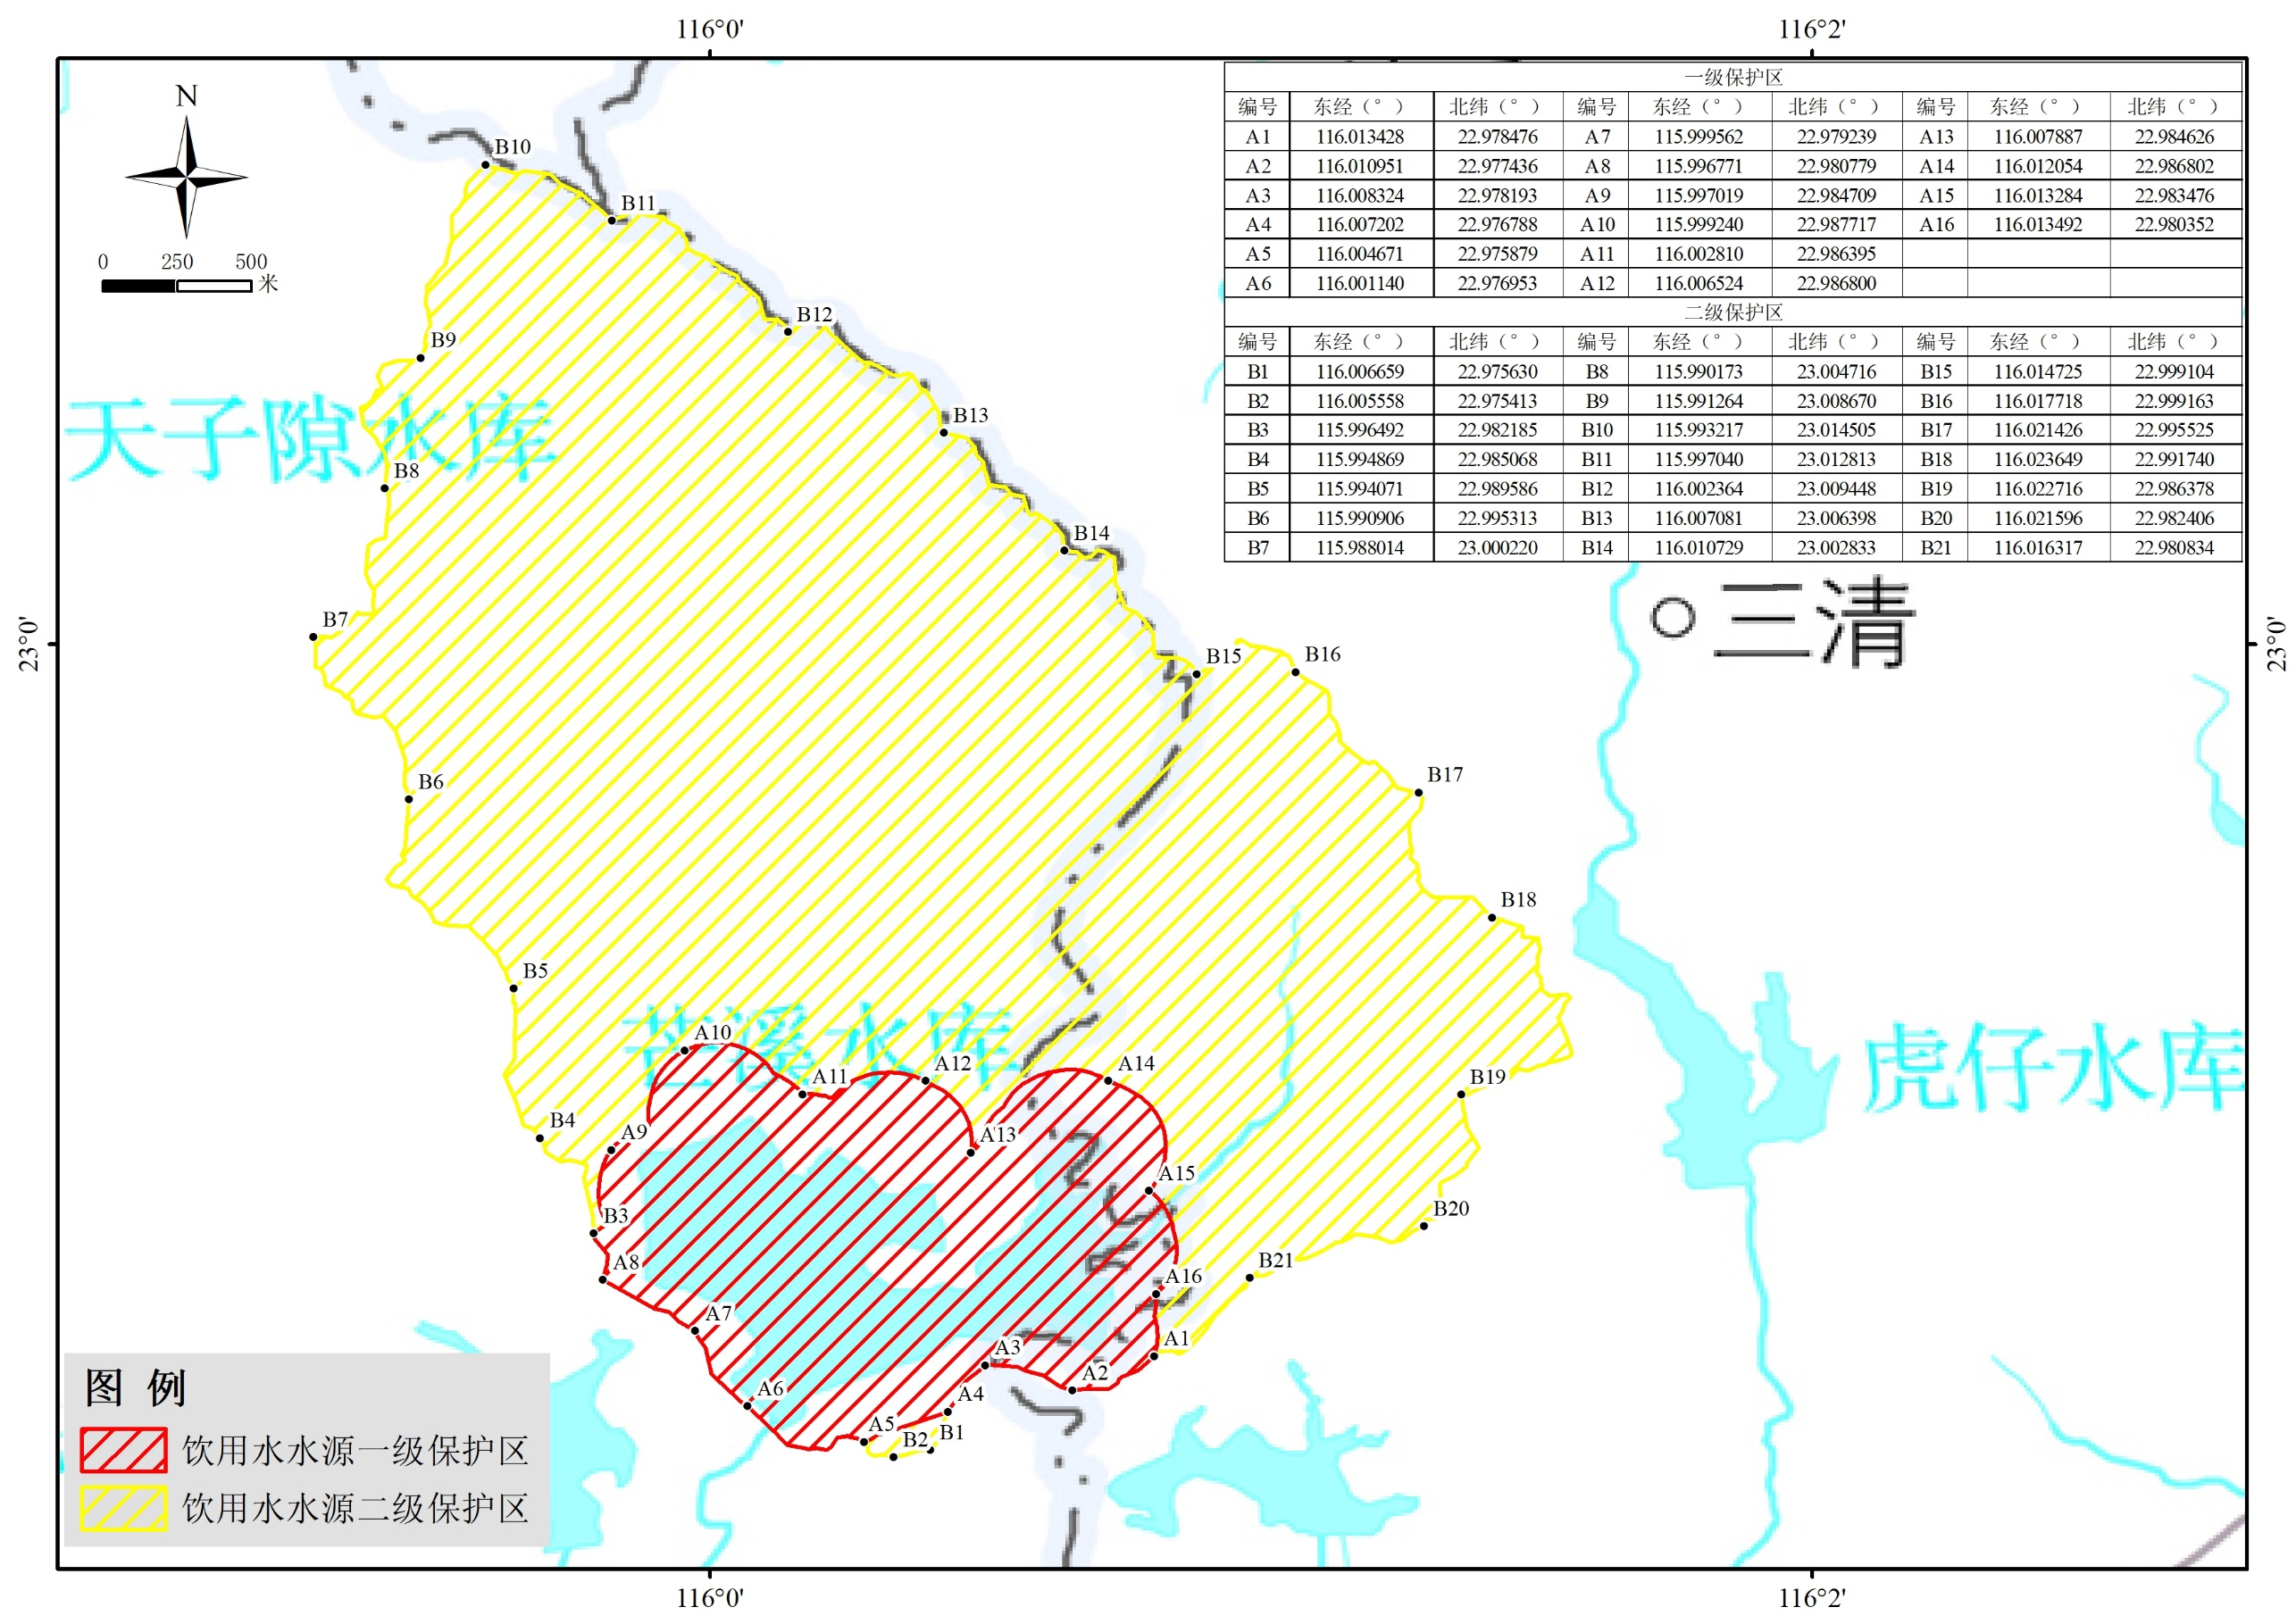 116°0' 116°2'
N
0 250 500
米
一级保护区
编号 东经（°） 北纬（°） 编号 东经（°） 北纬（°） 编号 东经（°） 北纬（°）
A1 116.013428 22.978476 A7 115.999562 22.979239 A13 116.007887 22.984626
A2 116.010951 22.977436 A8 115.996771 22.980779 A14 116.012054 22.986802
A3 116.008324 22.978193 A9 115.997019 22.984709 A15 116.013284 22.983476
A4 116.007202 22.976788 A10 115.999240 22.987717 A16 116.013492 22.980352
A5 116.004671 22.975879 A11 116.002810 22.986395
A6 116.001140 22.976953 A12 116.006524 22.986800
二级保护区
编号 东经（°） 北纬（°） 编号 东经（°） 北纬（°） 编号 东经（°） 北纬（°）
B1 116.006659 22.975630 B8 115.990173 23.004716 B15 116.014725 22.999104
B2 116.005558 22.975413 B9 115.991264 23.008670 B16 116.017718 22.999163
B3 115.996492 22.982185 B10 115.993217 23.014505 B17 116.021426 22.995525
B4 115.994869 22.985068 B11 115.997040 23.012813 B18 116.023649 22.991740
B5 115.994071 22.989586 B12 116.002364 23.009448 B19 116.022716 22.986378
B6 115.990906 22.995313 B13 116.007081 23.006398 B20 116.021596 22.982406
B7 115.988014 23.000220 B14 116.010729 23.002833 B21 116.016317 22.980834
B10
B11
B12
B9
天子隙水库
B13
B8
B14
三清
B7
23°0' 23°0'
B15 B16
B17
B6
B18
B5
芒溪水库
A10
虎仔水库
A12 A14
A11 B19
B4
A9 A13
A15
B3 B20
A8 B21
A16
A7
A1
A3
A2
A6 A4
A5 B2 B1
图 例
饮用水水源一级保护区
饮用水水源二级保护区
116°0' 116°2'